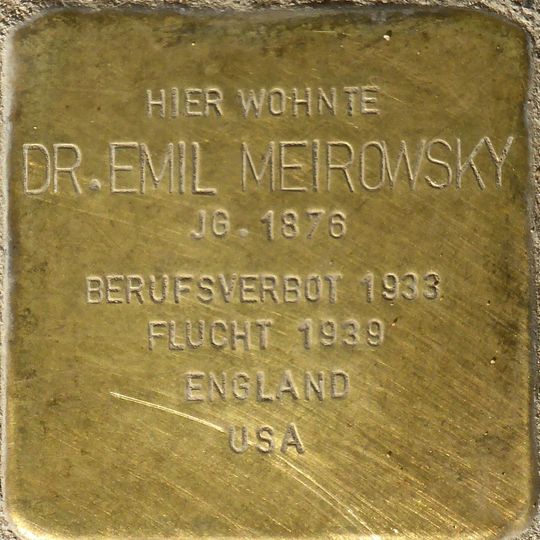 HIER WOHNTE
DR. EMIL MEIROWSKY
JG. 1876
BERUFSVERBOT 1933
FLUCHT 1939
ENGLAND
USA